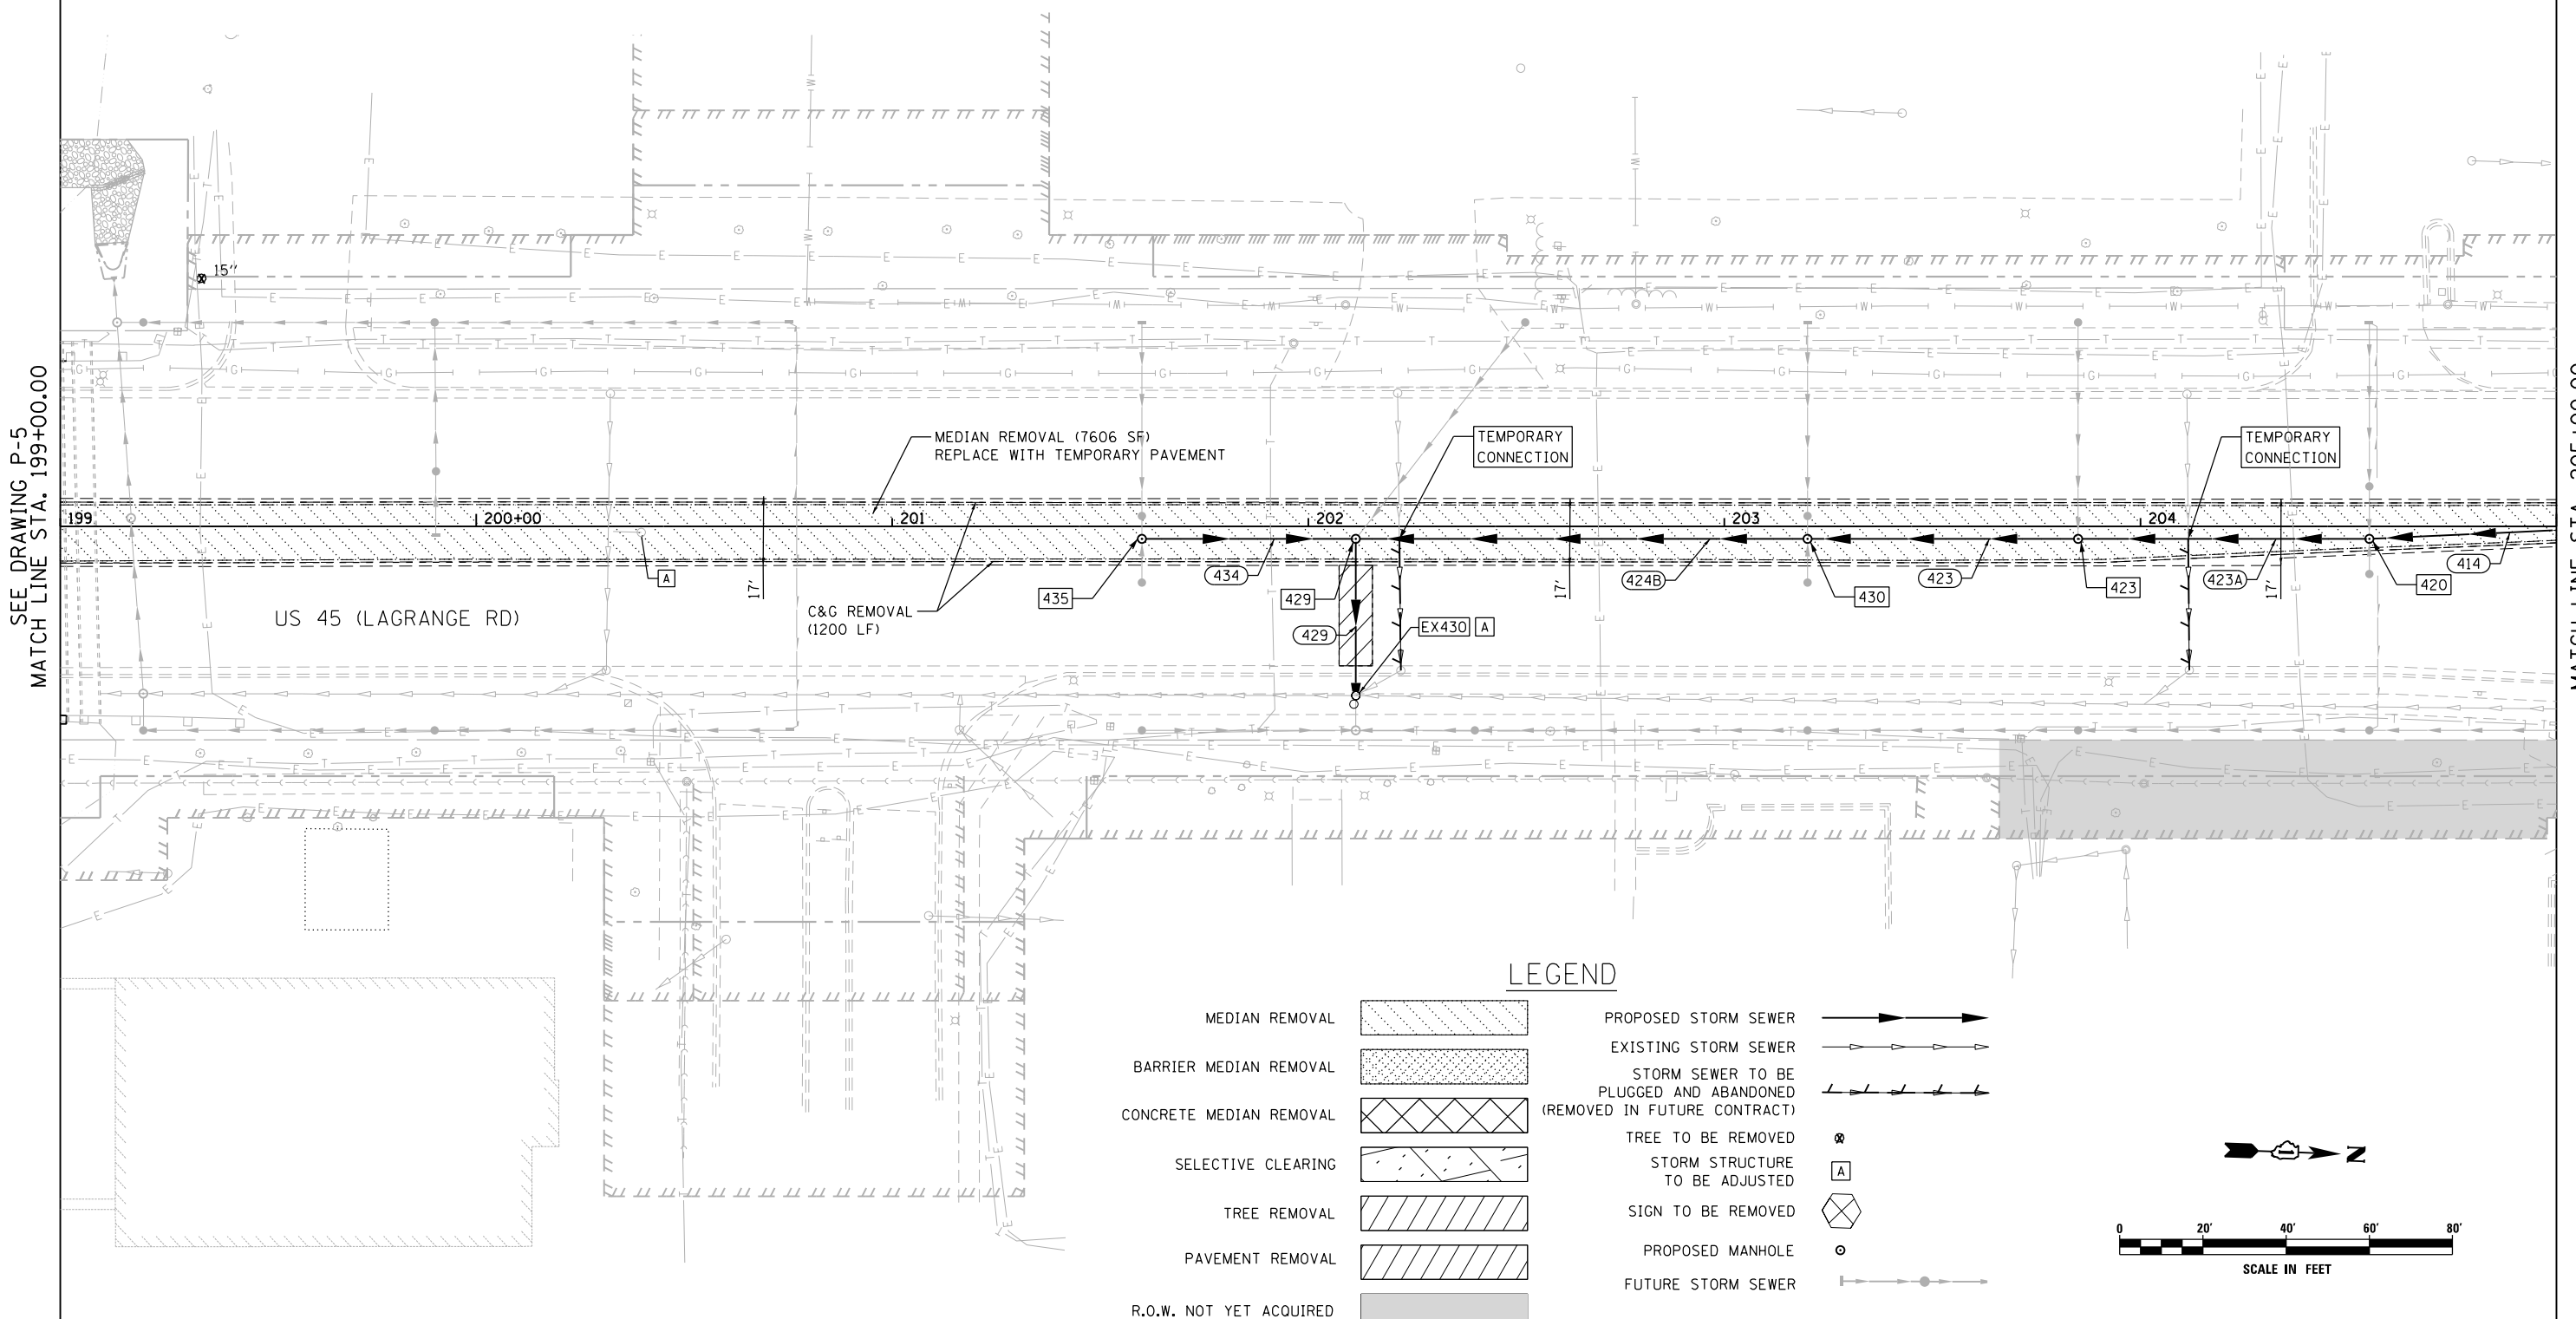 SEE DRAWING P-5
MATCH LINE STA. 199+00.00
15''
MEDIAN REMOVAL (7606 SF)
REPLACE WITH TEMPORARY PAVEMENT
TEMPORARY
CONNECTION
TEMPORARY
CONNECTION
199
200+00
201
202
203
204
A
17'
C&G REMOVAL
(1200 LF)
US 45 (LAGRANGE RD)
435
434
429
429
EX430 A
17'
424B
430
423
423
423A
17'
420
414
LEGEND
MEDIAN REMOVAL
BARRIER MEDIAN REMOVAL
CONCRETE MEDIAN REMOVAL
SELECTIVE CLEARING
TREE REMOVAL
PAVEMENT REMOVAL
R.O.W. NOT YET ACQUIRED
PROPOSED STORM SEWER
EXISTING STORM SEWER
STORM SEWER TO BE
PLUGGED AND ABANDONED
(REMOVED IN FUTURE CONTRACT)
TREE TO BE REMOVED
STORM STRUCTURE
TO BE ADJUSTED
A
SIGN TO BE REMOVED
PROPOSED MANHOLE
FUTURE STORM SEWER
N
0 20' 40' 60' 80'
SCALE IN FEET